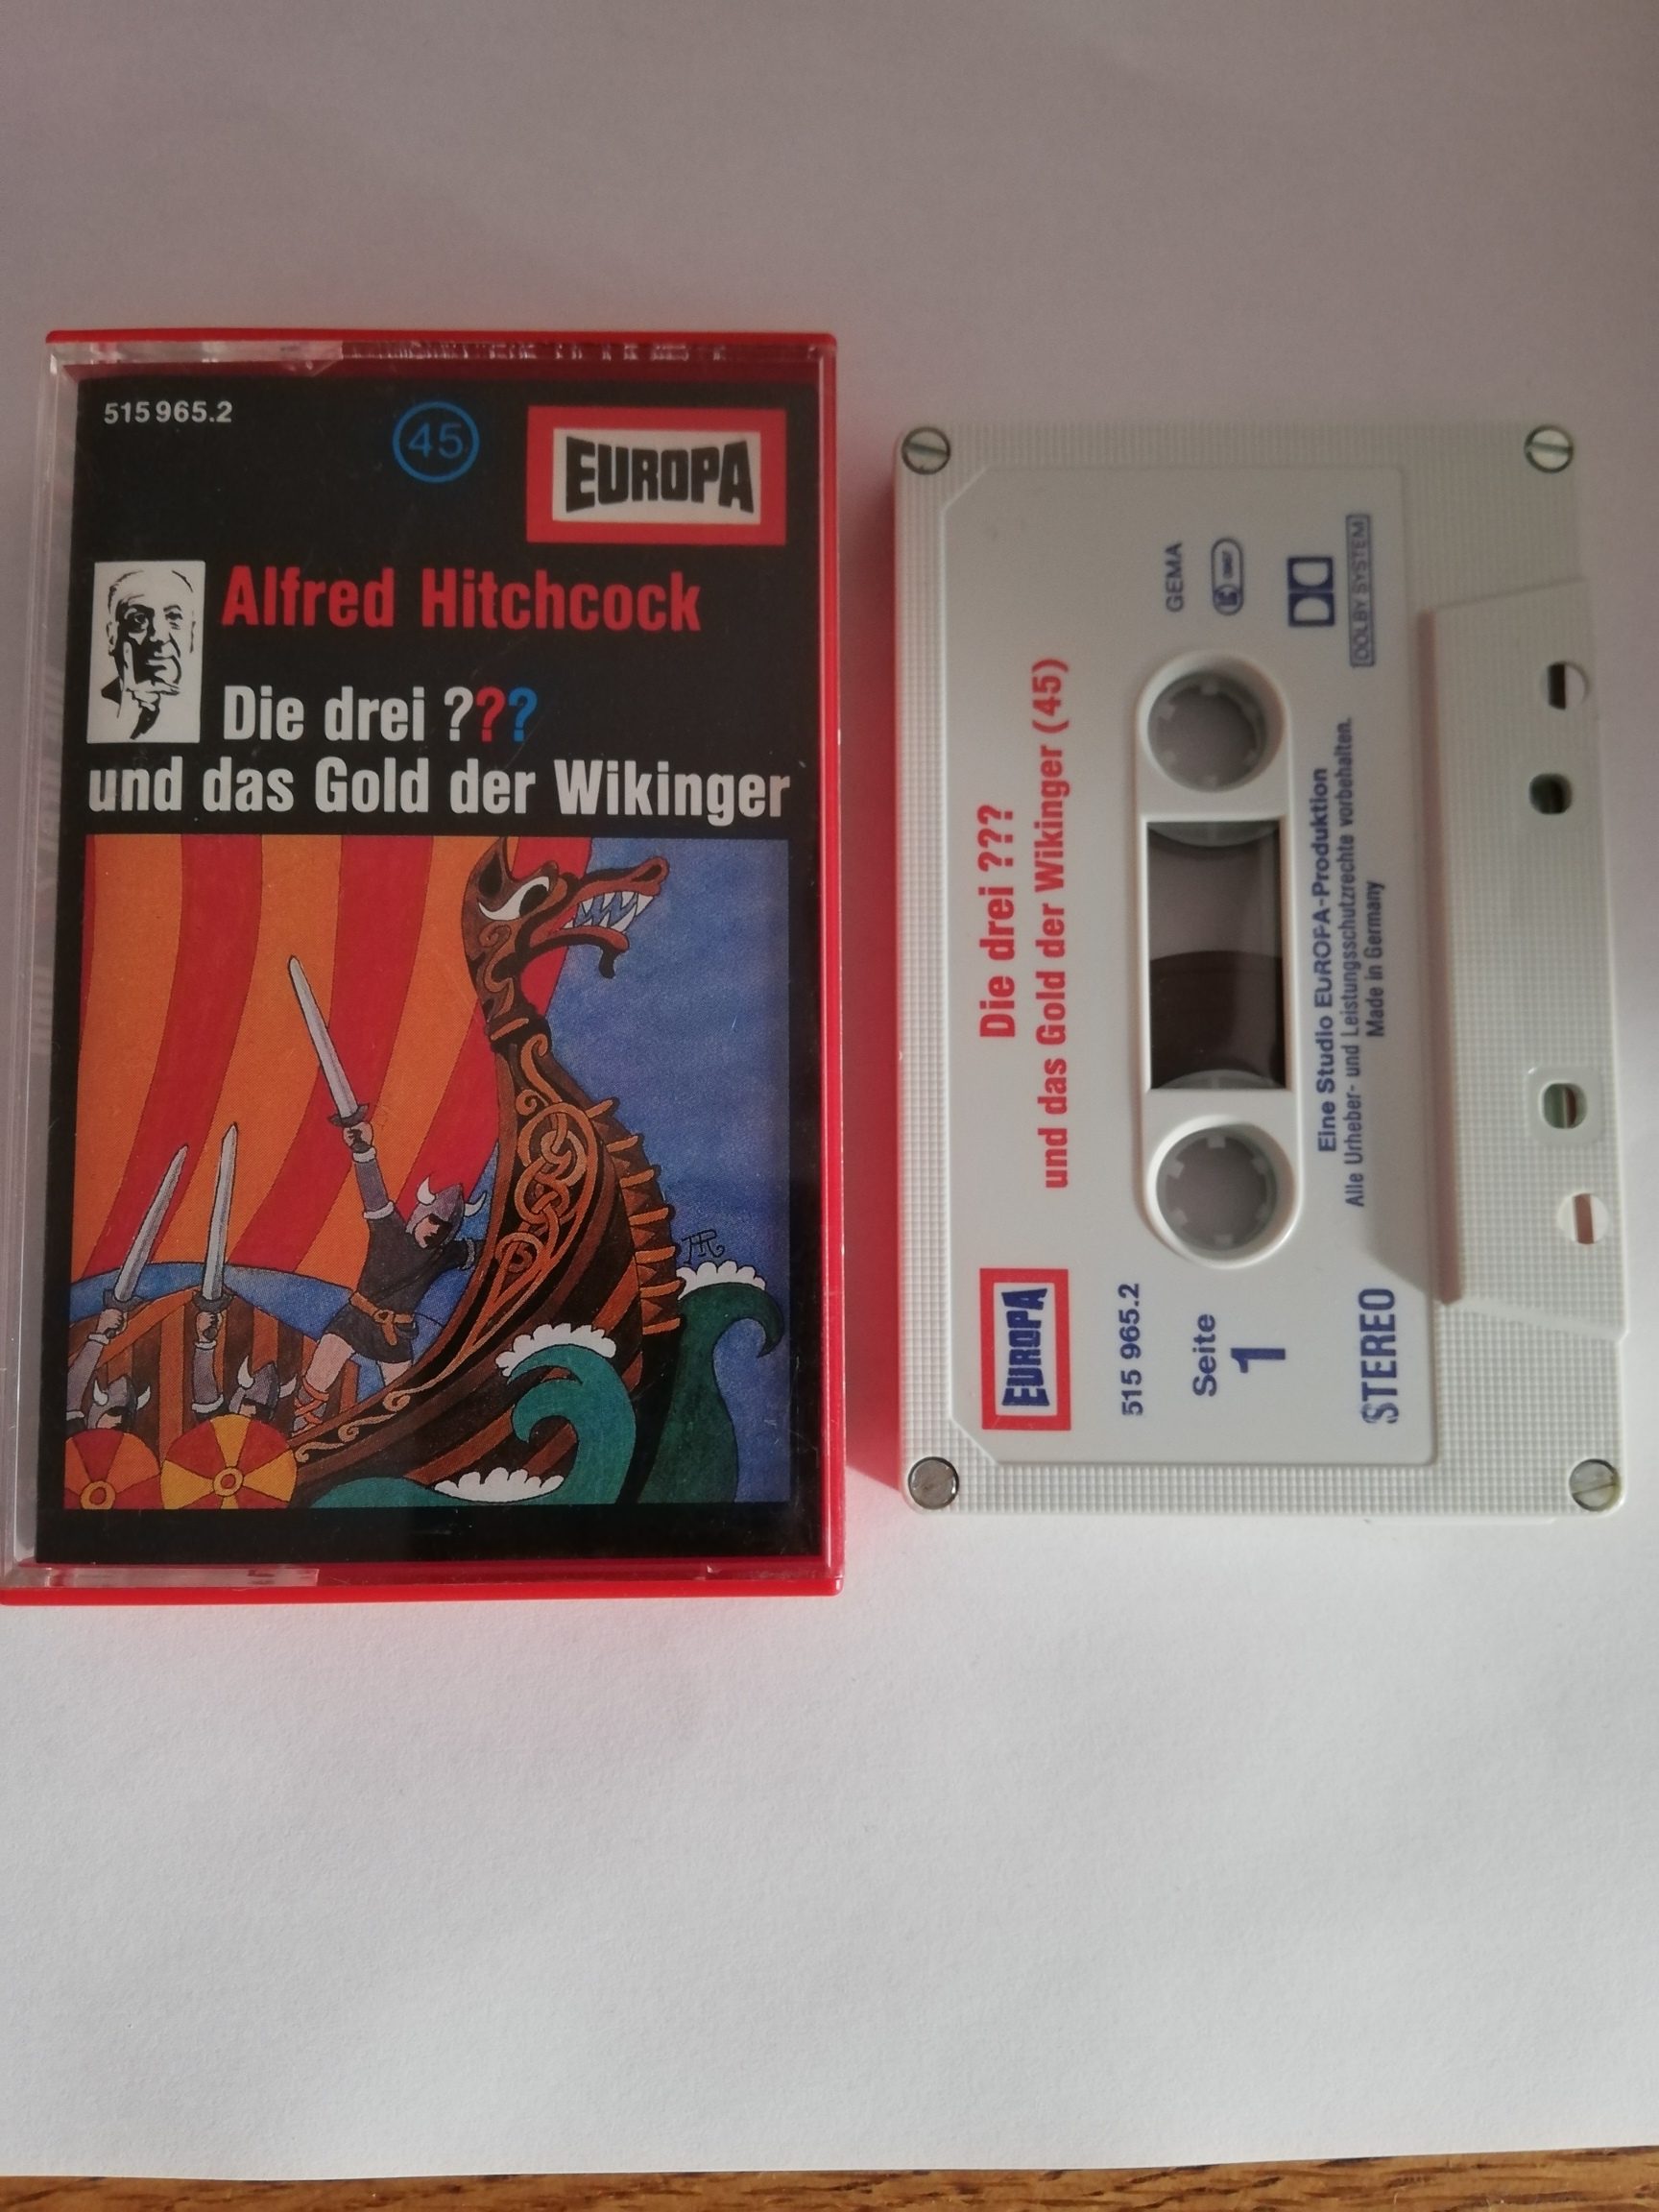 515 965.2
45
EUROPA
Alfred Hitchcock
Die drei ???
und das Gold der Wikinger
Die drei ???
und das Gold der Wikinger (45)
EUROPA
515 965.2
Seite
1
GEMA
LC 0967
Eine Studio EUROPA-Produktion
Alle Urheber- und Leistungsschutzrechte vorbehalten.
Made in Germany
STEREO
DOLBY SYSTEM